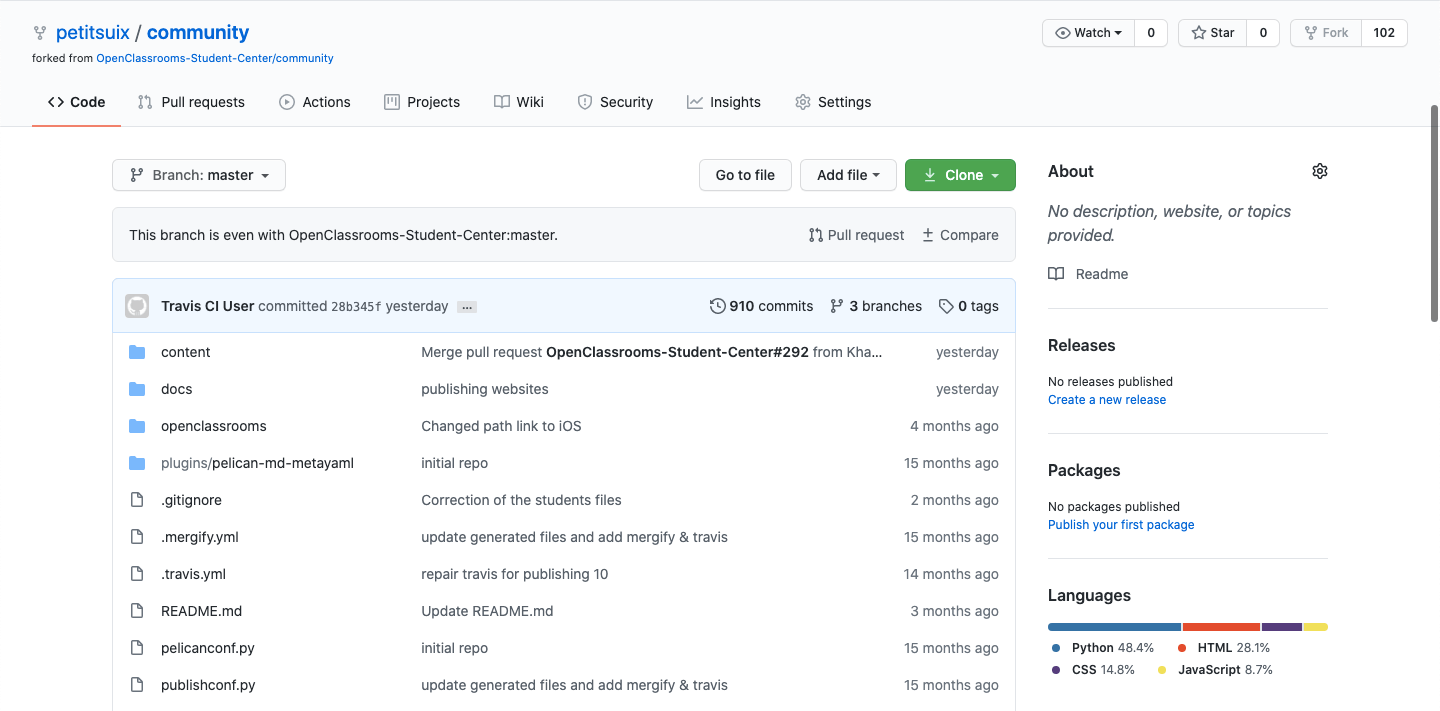 petitsuix / community
Watch 0 Star 0 Fork 102
forked from OpenClassrooms-Student-Center/community
Code Pull requests Actions Projects Wiki Security Insights Settings
Branch: master Go to file Add file Clone
This branch is even with OpenClassrooms-Student-Center:master. Pull request Compare
Travis CI User committed 28b345f yesterday ... 910 commits 3 branches 0 tags
content Merge pull request OpenClassrooms-Student-Center#292 from Kha... yesterday
docs publishing websites yesterday
openclassrooms Changed path link to iOS 4 months ago
plugins/pelican-md-metayaml initial repo 15 months ago
.gitignore Correction of the students files 2 months ago
.mergify.yml update generated files and add mergify & travis 15 months ago
.travis.yml repair travis for publishing 10 14 months ago
README.md Update README.md 3 months ago
pelicanconf.py initial repo 15 months ago
publishconf.py update generated files and add mergify & travis 15 months ago
About
No description, website, or topics
provided.
Readme
Releases
No releases published
Create a new release
Packages
No packages published
Publish your first package
Languages
Python 48.4% HTML 28.1%
CSS 14.8% JavaScript 8.7%